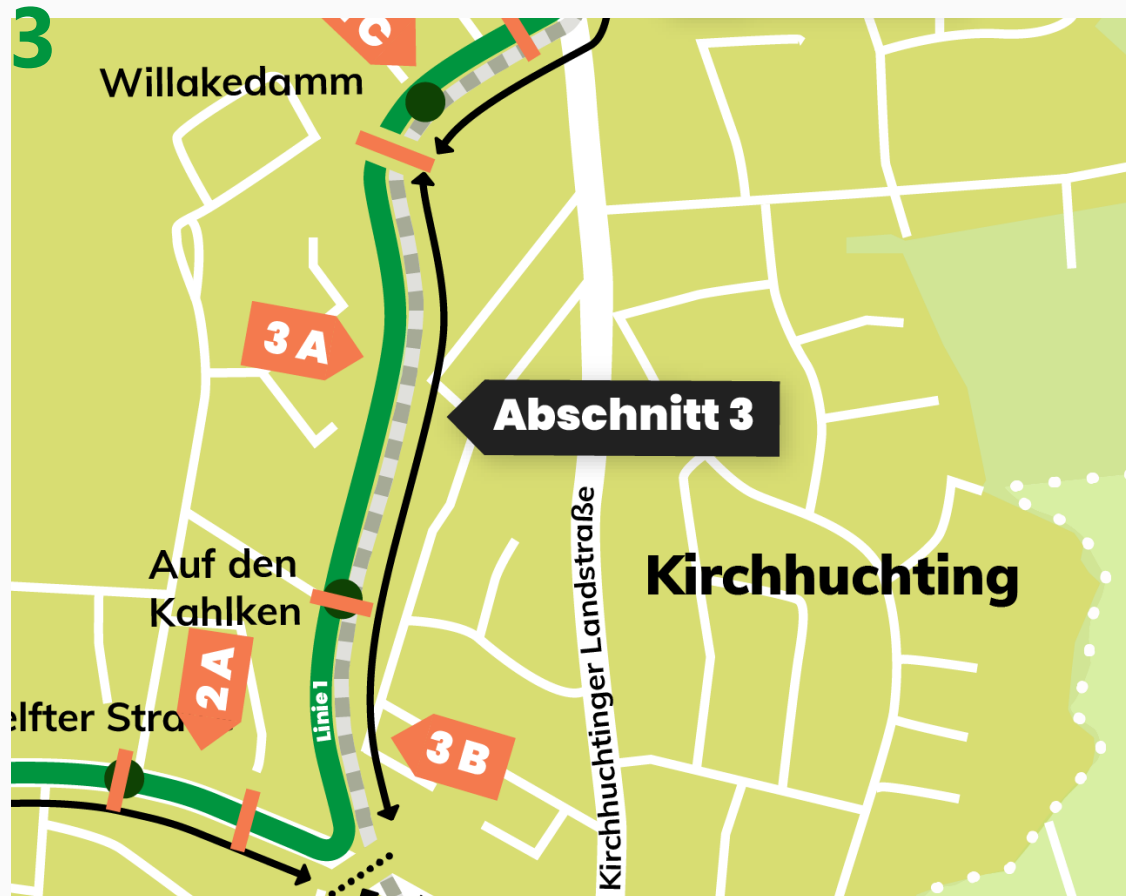 3
C
Willakedamm
3 A
Abschnitt 3
Auf den
Kahlken
Kirchhuchting
Kirchhuchtinger Landstraße
2 A
Linie 1
3 B